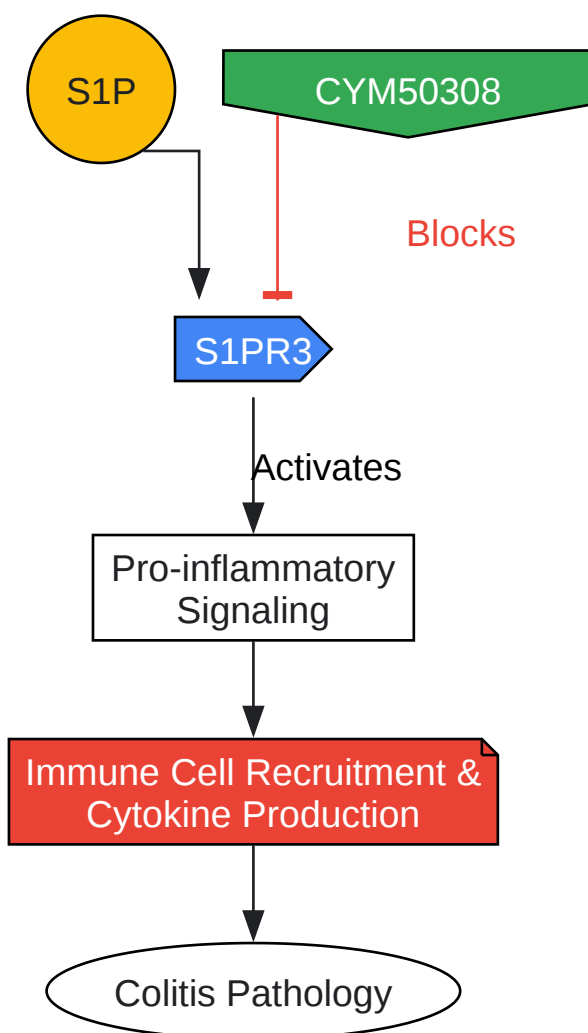 S1P
CYM50308
Blocks
S1PR3
Activates
Pro-inflammatory
Signaling
Immune Cell Recruitment &
Cytokine Production
Colitis Pathology